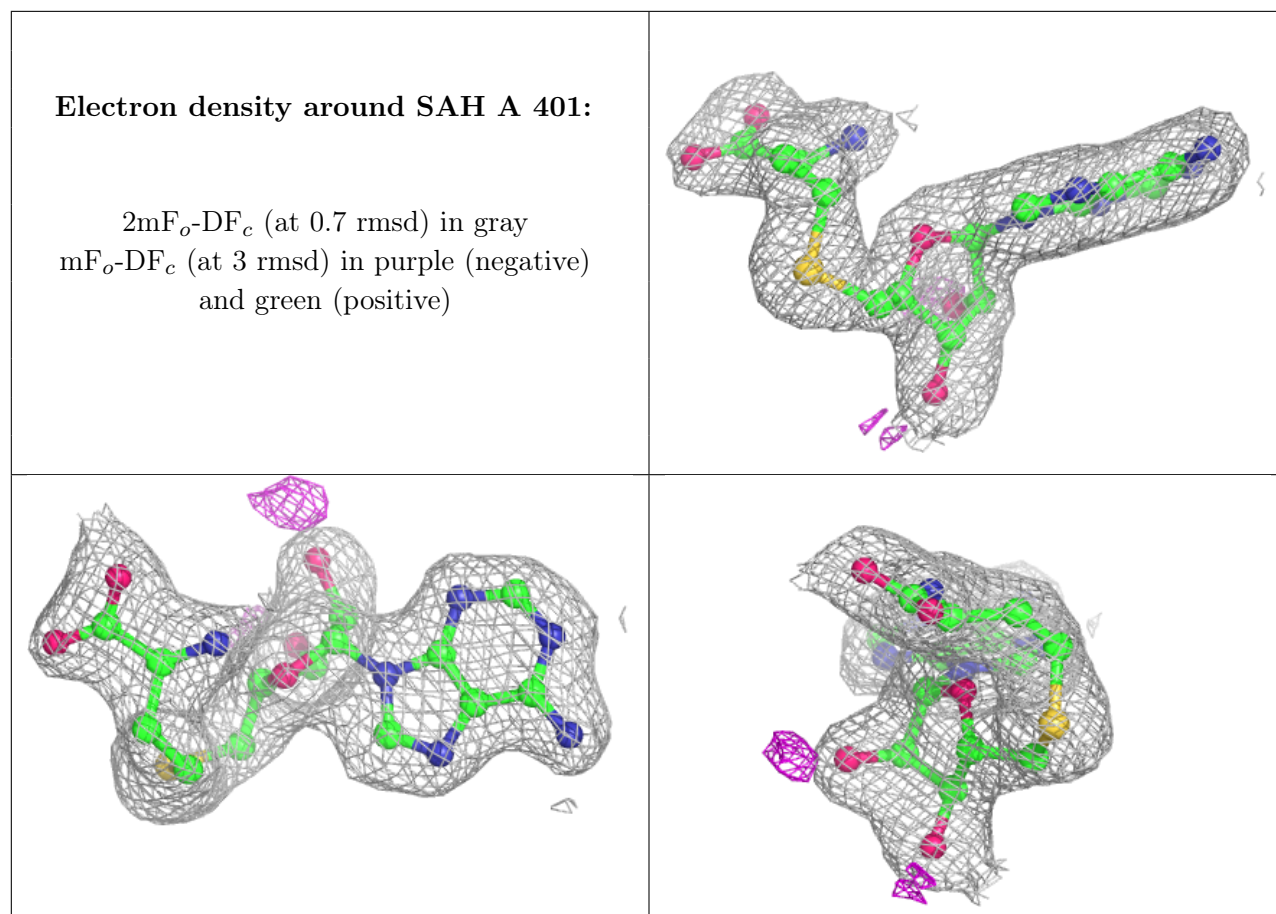 Electron density around SAH A 401:
2mFₒ-DF𝒸 (at 0.7 rmsd) in gray
mFₒ-DF𝒸 (at 3 rmsd) in purple (negative)
and green (positive)